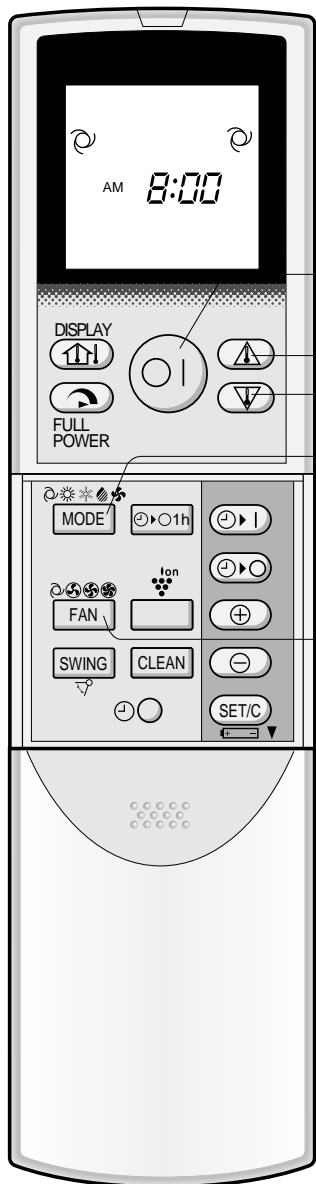 AM 8:00
DISPLAY
FULL
POWER
MODE
1h
ion
FAN
SWING CLEAN
SET/C